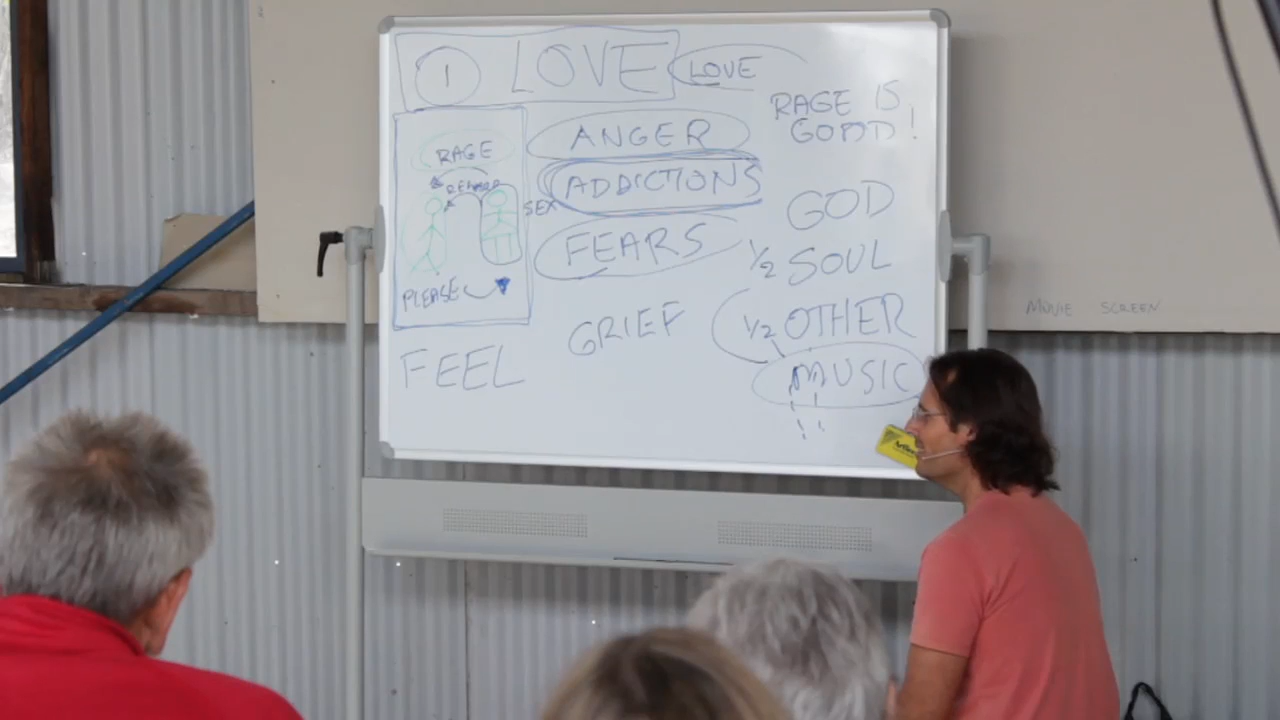 1 LOVE
LOVE
RAGE IS
GOOD!
ANGER
RAGE
REWARD
ADDICTIONS
SEX
GOD
FEARS
1/2 SOUL
PLEASE
GRIEF
1/2 OTHER
FEEL
MUSIC
MOVIE SCREEN